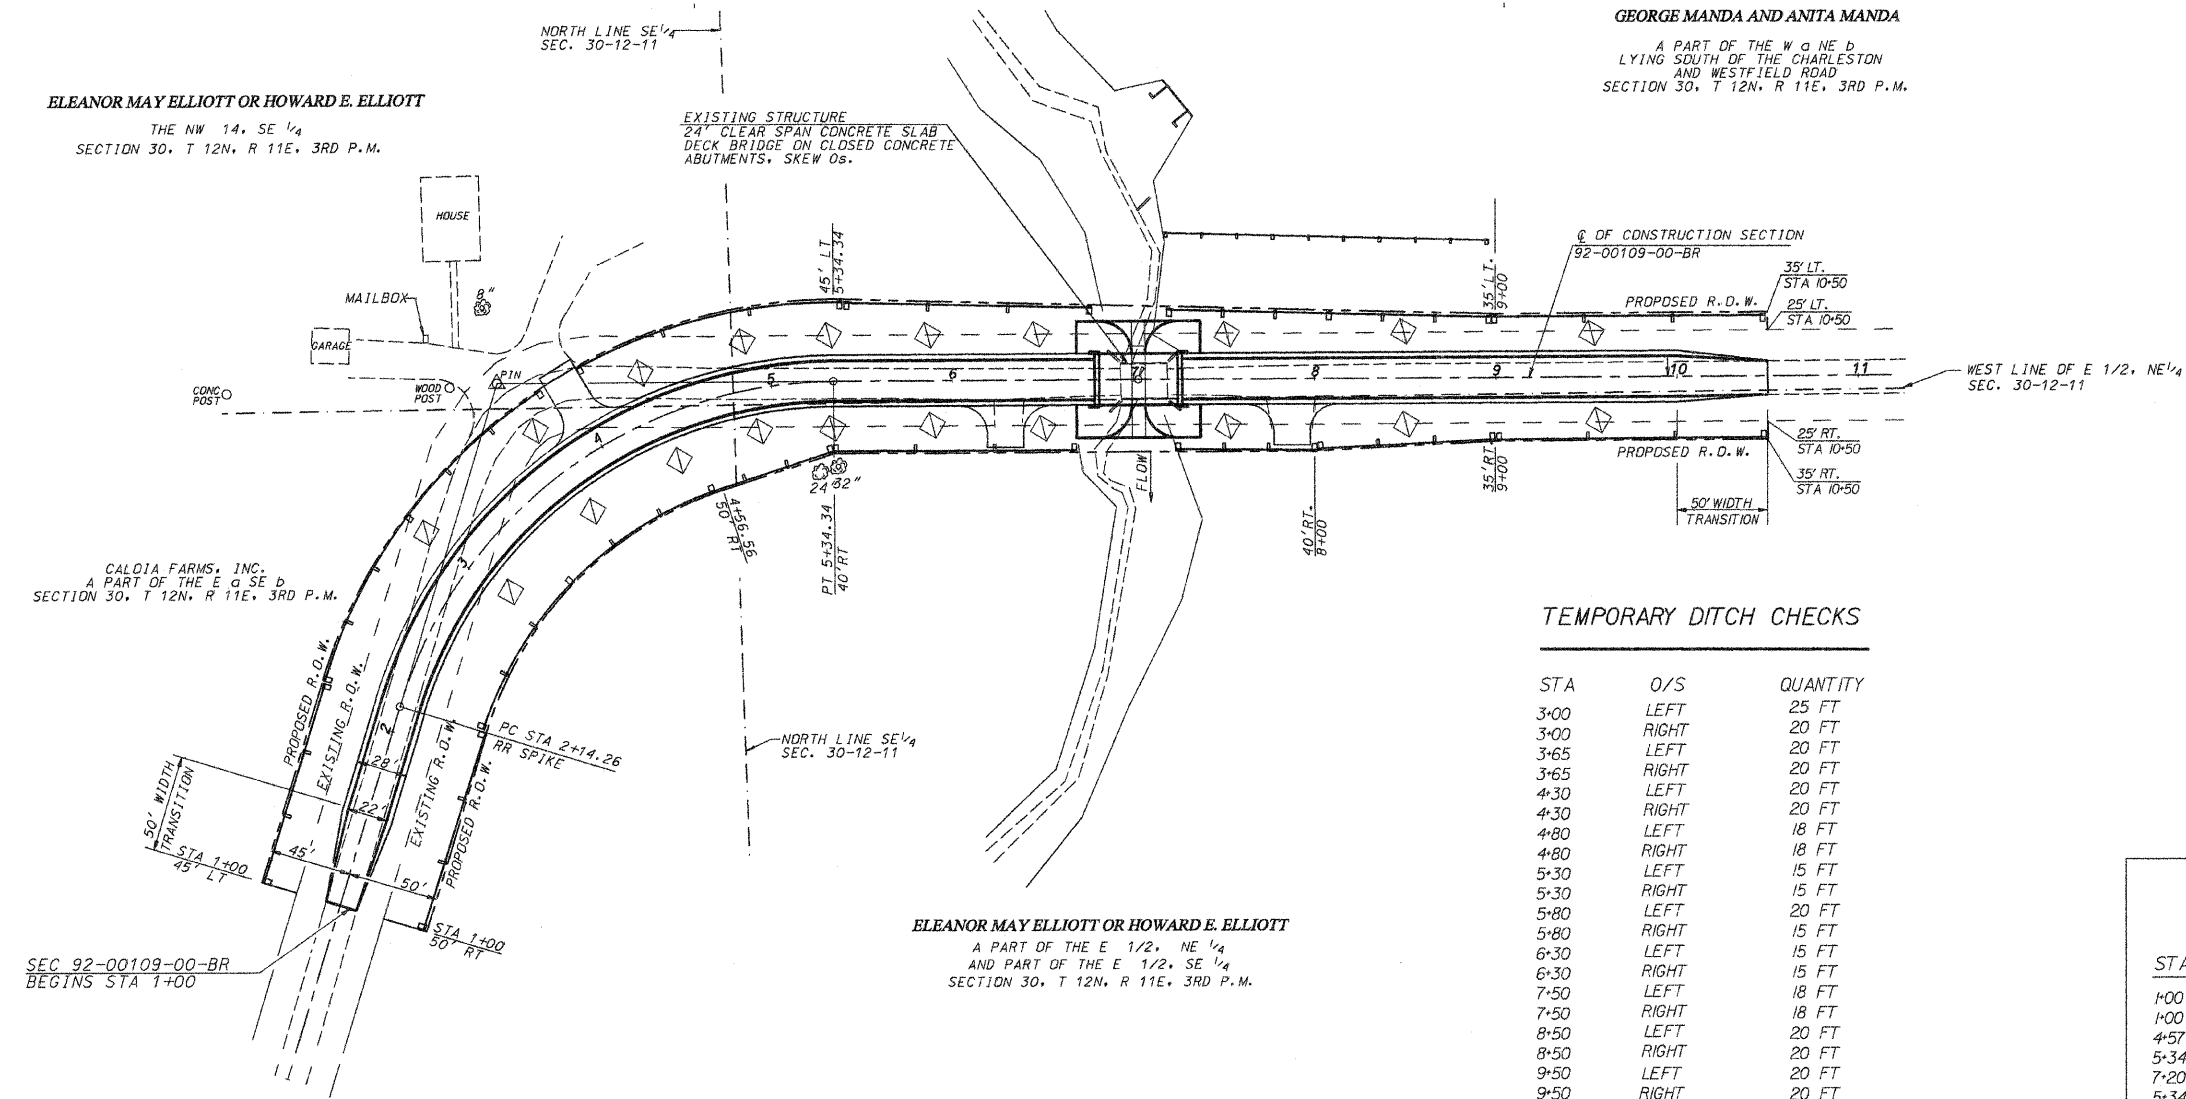 NORTH LINE SE 1/4
SEC. 30-12-11
GEORGE MANDA AND ANITA MANDA
A PART OF THE W a NE b
LYING SOUTH OF THE CHARLESTON
AND WESTFIELD ROAD
SECTION 30, T 12N, R 11E, 3RD P.M.
ELEANOR MAY ELLIOTT OR HOWARD E. ELLIOTT
THE NW 14, SE 1/4
SECTION 30, T 12N, R 11E, 3RD P.M.
EXISTING STRUCTURE
24' CLEAR SPAN CONCRETE SLAB
DECK BRIDGE ON CLOSED CONCRETE
ABUTMENTS, SKEW 0s.
HOUSE
MAILBOX
8"
GARAGE
CONC
POST
WOOD
POST
PIN
45' LT
5+34.34
35' LT.
9+00
℄ OF CONSTRUCTION SECTION
92-00109-00-BR
PROPOSED R.O.W.
35' LT.
STA 10+50
25' LT.
STA 10+50
WEST LINE OF E 1/2, NE 1/4
SEC. 30-12-11
2
3
4
5
6
7
8
9
10
11
25' RT.
STA 10+50
35' RT.
STA 10+50
PROPOSED R.O.W.
50' WIDTH
TRANSITION
35' RT
9+00
40' RT.
8+00
FLOW
24"
32"
4+56.56
50' RT
PT 5+34.34
40' RT
CALOIA FARMS, INC.
A PART OF THE E a SE b
SECTION 30, T 12N, R 11E, 3RD P.M.
PROPOSED R.O.W.
EXISTING R.O.W.
EXISTING R.O.W.
PROPOSED R.O.W.
PC STA 2+14.26
RR SPIKE
NORTH LINE SE 1/4
SEC. 30-12-11
28'
22'
50' WIDTH
TRANSITION
STA 1+00
45' LT
45'
50'
STA 1+00
50' RT
SEC 92-00109-00-BR
BEGINS STA 1+00
ELEANOR MAY ELLIOTT OR HOWARD E. ELLIOTT
A PART OF THE E 1/2, NE 1/4
AND PART OF THE E 1/2, SE 1/4
SECTION 30, T 12N, R 11E, 3RD P.M.
TEMPORARY DITCH CHECKS
STA O/S QUANTITY
3+00 LEFT 25 FT
3+00 RIGHT 20 FT
3+65 LEFT 20 FT
3+65 RIGHT 20 FT
4+30 LEFT 20 FT
4+30 RIGHT 20 FT
4+80 LEFT 18 FT
4+80 RIGHT 18 FT
5+30 LEFT 15 FT
5+30 RIGHT 15 FT
5+80 LEFT 20 FT
5+80 RIGHT 15 FT
6+30 LEFT 15 FT
6+30 RIGHT 15 FT
7+50 LEFT 18 FT
7+50 RIGHT 18 FT
8+50 LEFT 20 FT
8+50 RIGHT 20 FT
9+50 LEFT 20 FT
9+50 RIGHT 20 FT
STA
1+00
1+00
4+57
5+34
7+20
5+34